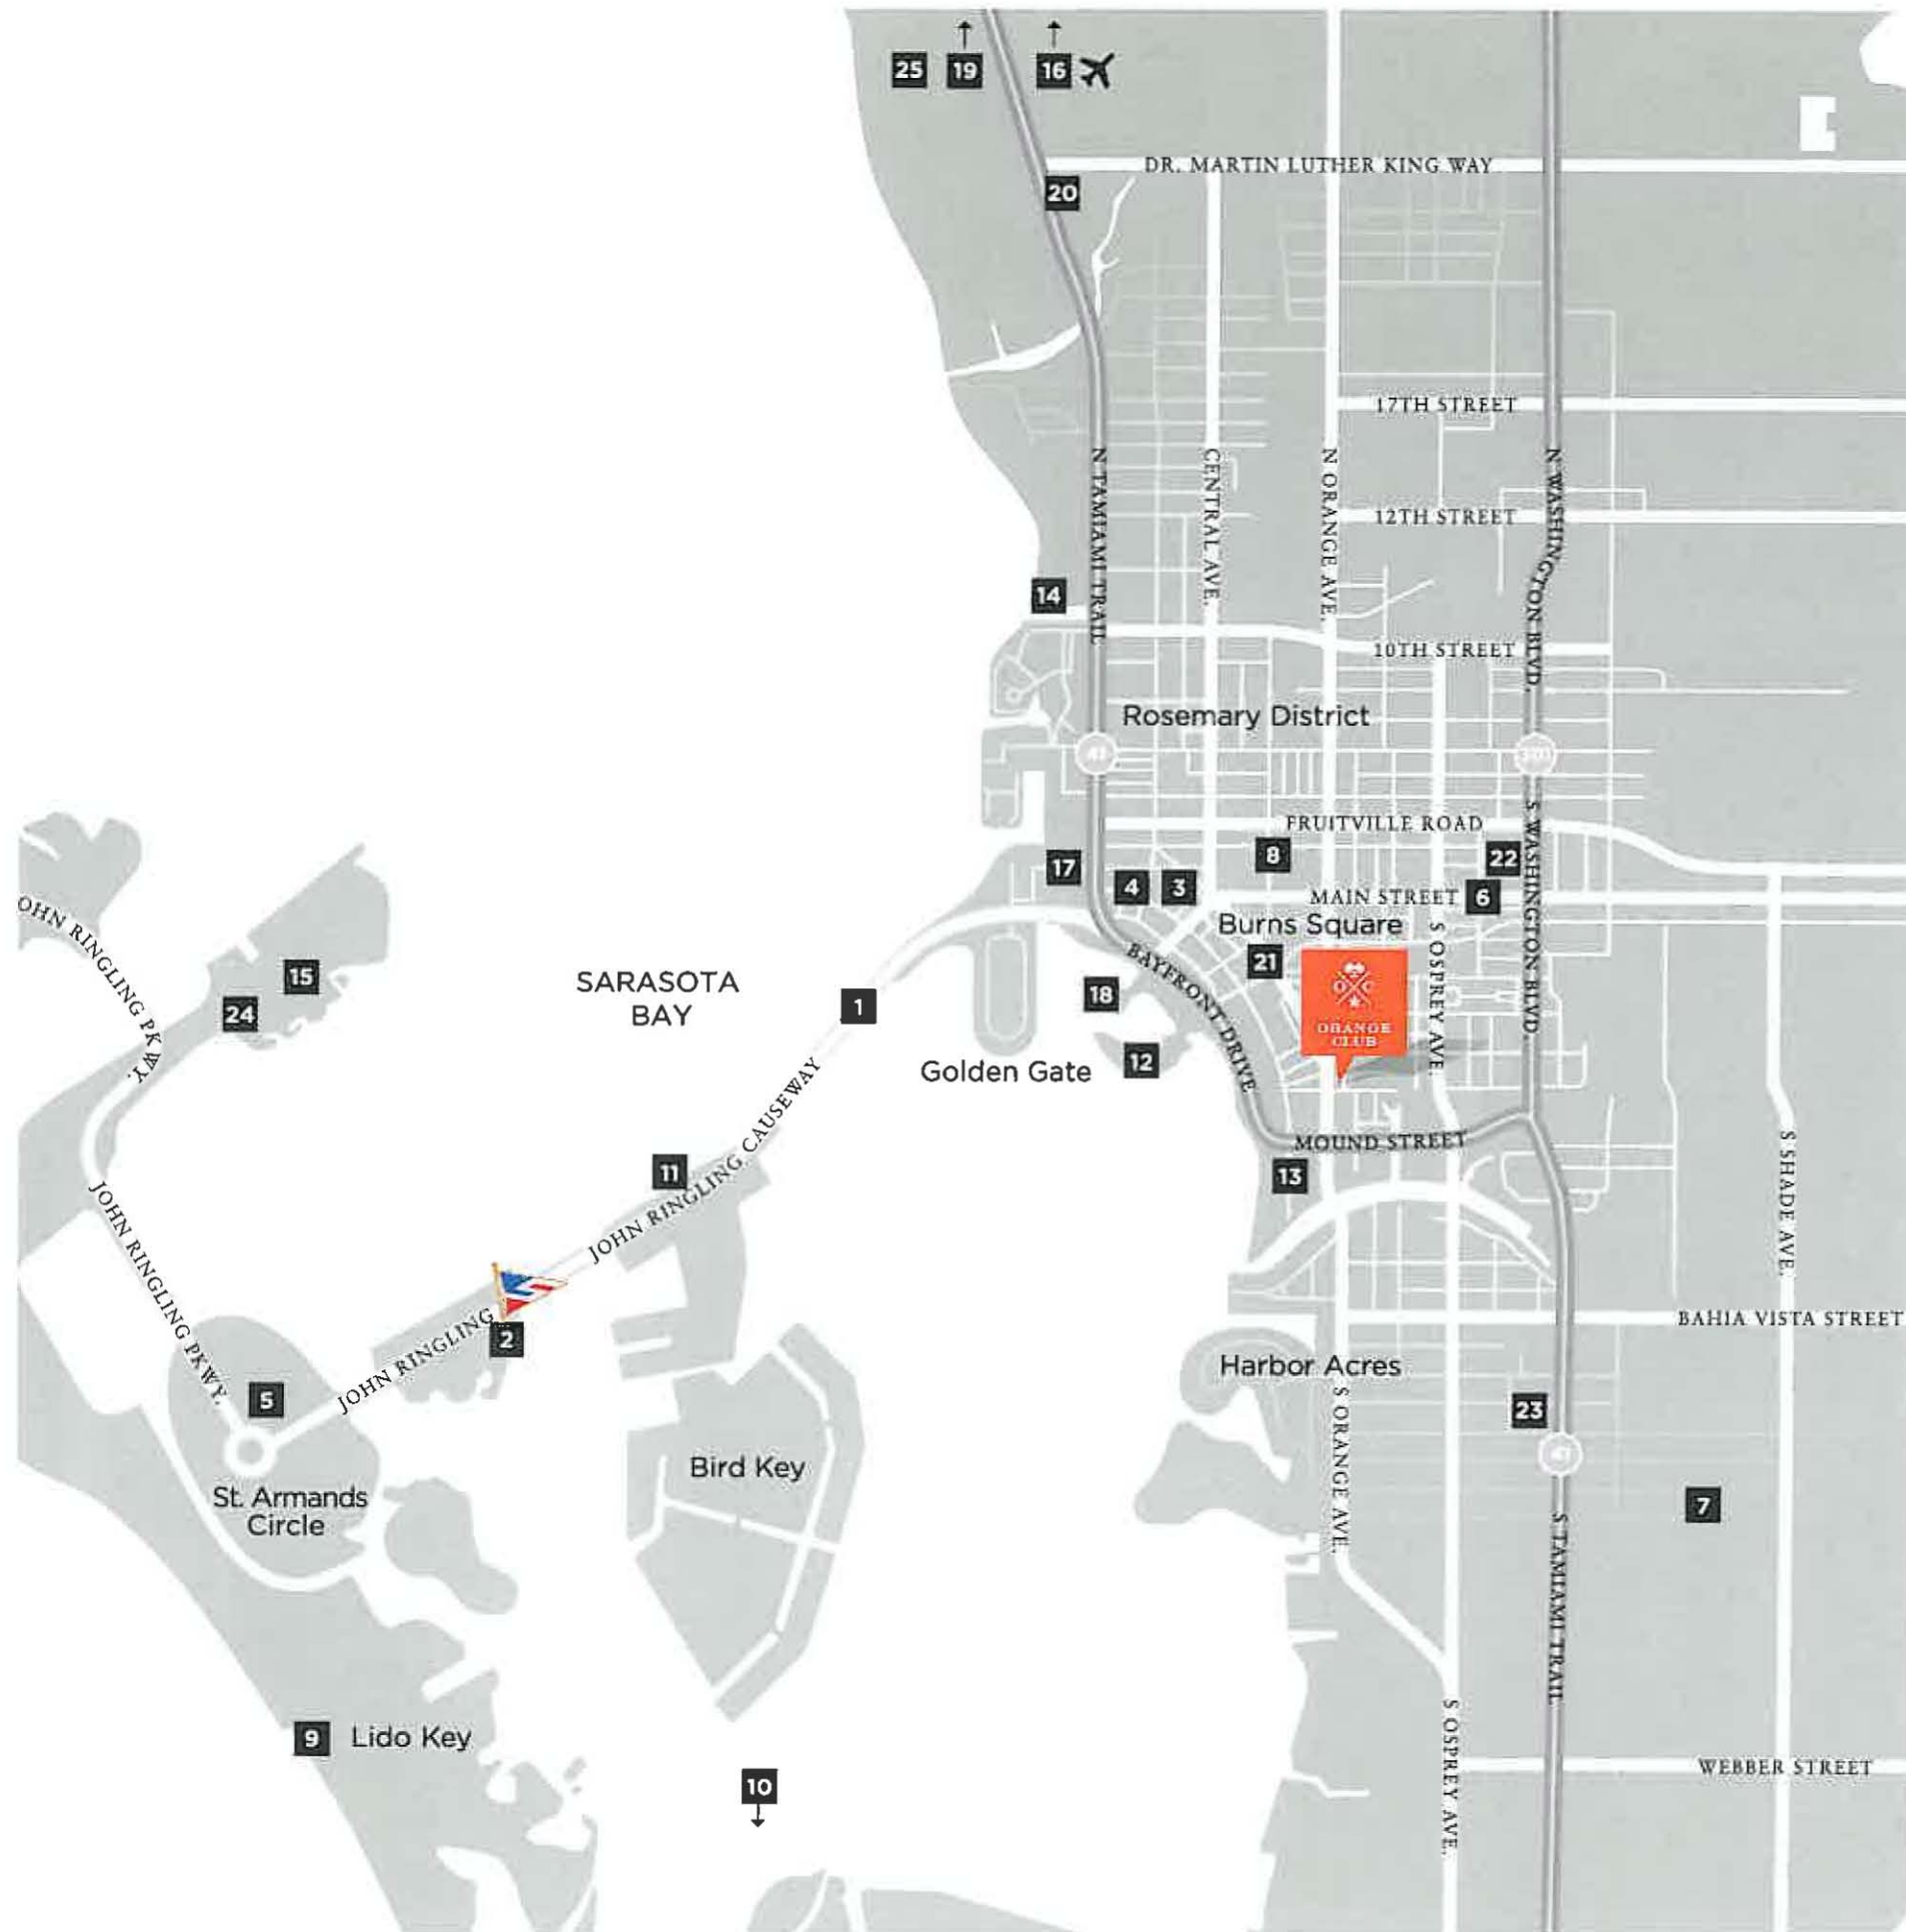 25
19
16
DR. MARTIN LUTHER KING WAY
20
17TH STREET
N TAMIAMI TRAIL
CENTRAL AVE.
N ORANGE AVE.
N WASHINGTON BLVD.
12TH STREET
14
10TH STREET
Rosemary District
41
301
FRUITVILLE ROAD
S WASHINGTON BLVD.
8
22
17
4
3
MAIN STREET
6
Burns Square
S OSPREY AVE.
BAYFRONT DRIVE
21
OC
ORANGE
CLUB
OHN RINGLING PKWY.
15
24
SARASOTA
BAY
1
18
12
Golden Gate
JOHN RINGLING CAUSEWAY
11
MOUND STREET
13
S SHADE AVE.
JOHN RINGLING PKWY.
JOHN RINGLING
2
BAHIA VISTA STREET
Harbor Acres
5
S ORANGE AVE.
23
41
Bird Key
St. Armands
Circle
7
S TAMIAMI TRAIL
9
Lido Key
S OSPREY AVE.
WEBBER STREET
10